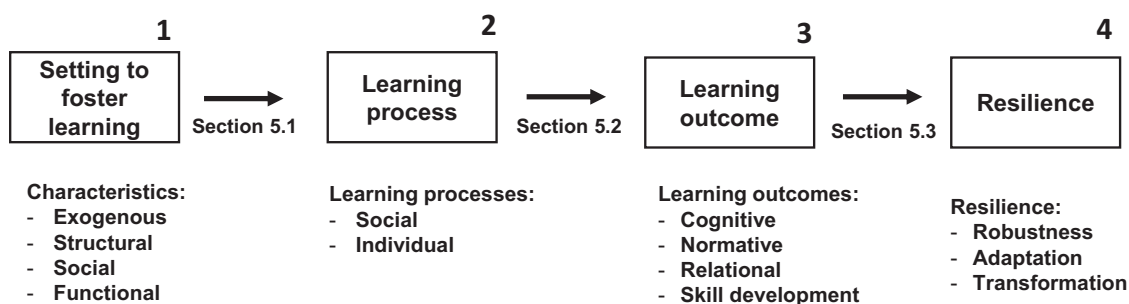 1
Setting to
foster
learning
Section 5.1
2
Learning
process
Section 5.2
3
Learning
outcome
Section 5.3
4
Resilience
Characteristics:
- Exogenous
- Structural
- Social
- Functional
Learning processes:
- Social
- Individual
Learning outcomes:
- Cognitive
- Normative
- Relational
- Skill development
Resilience:
- Robustness
- Adaptation
- Transformation